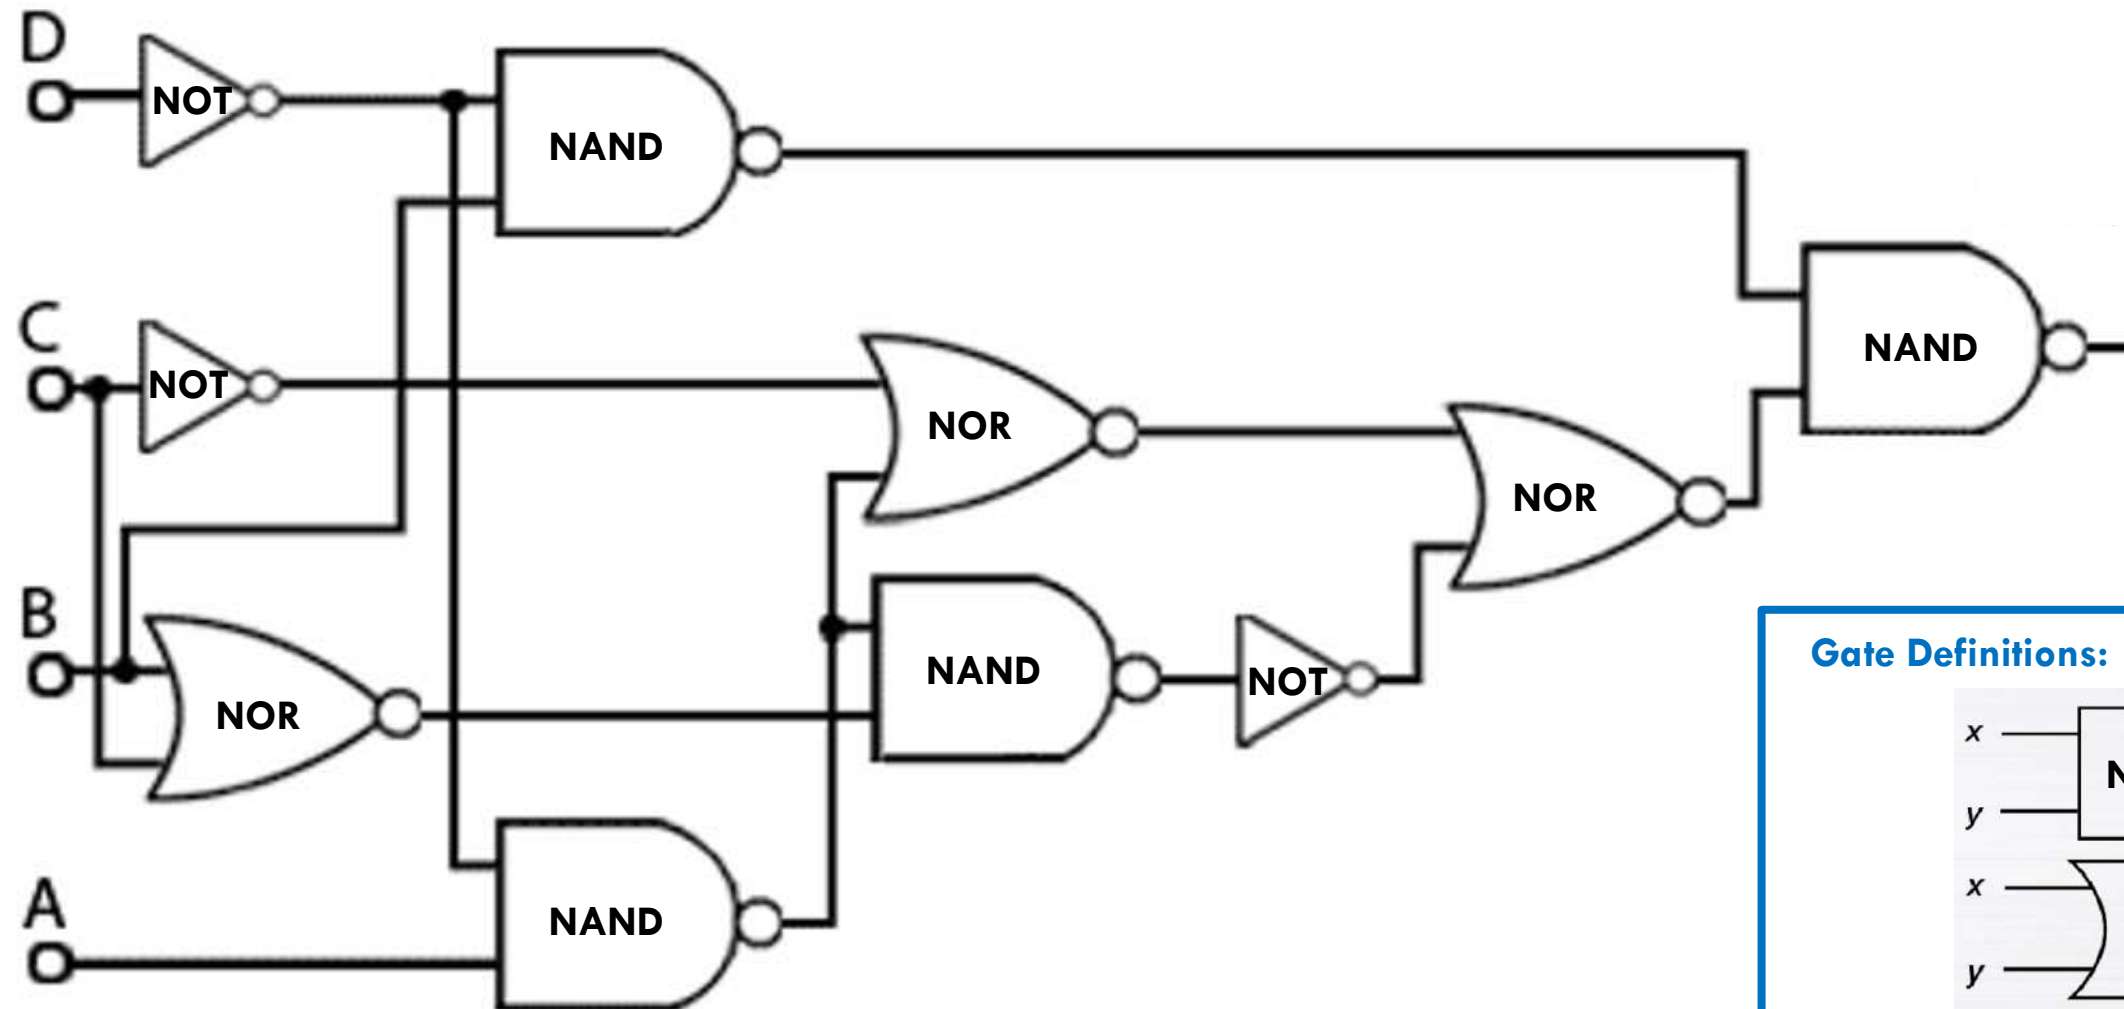 D
NOT
NAND
C
NOT
NOR
NAND
NOR
B
NOR
NAND
NOT
A
NAND
Gate Definitions:
x
y
x
y